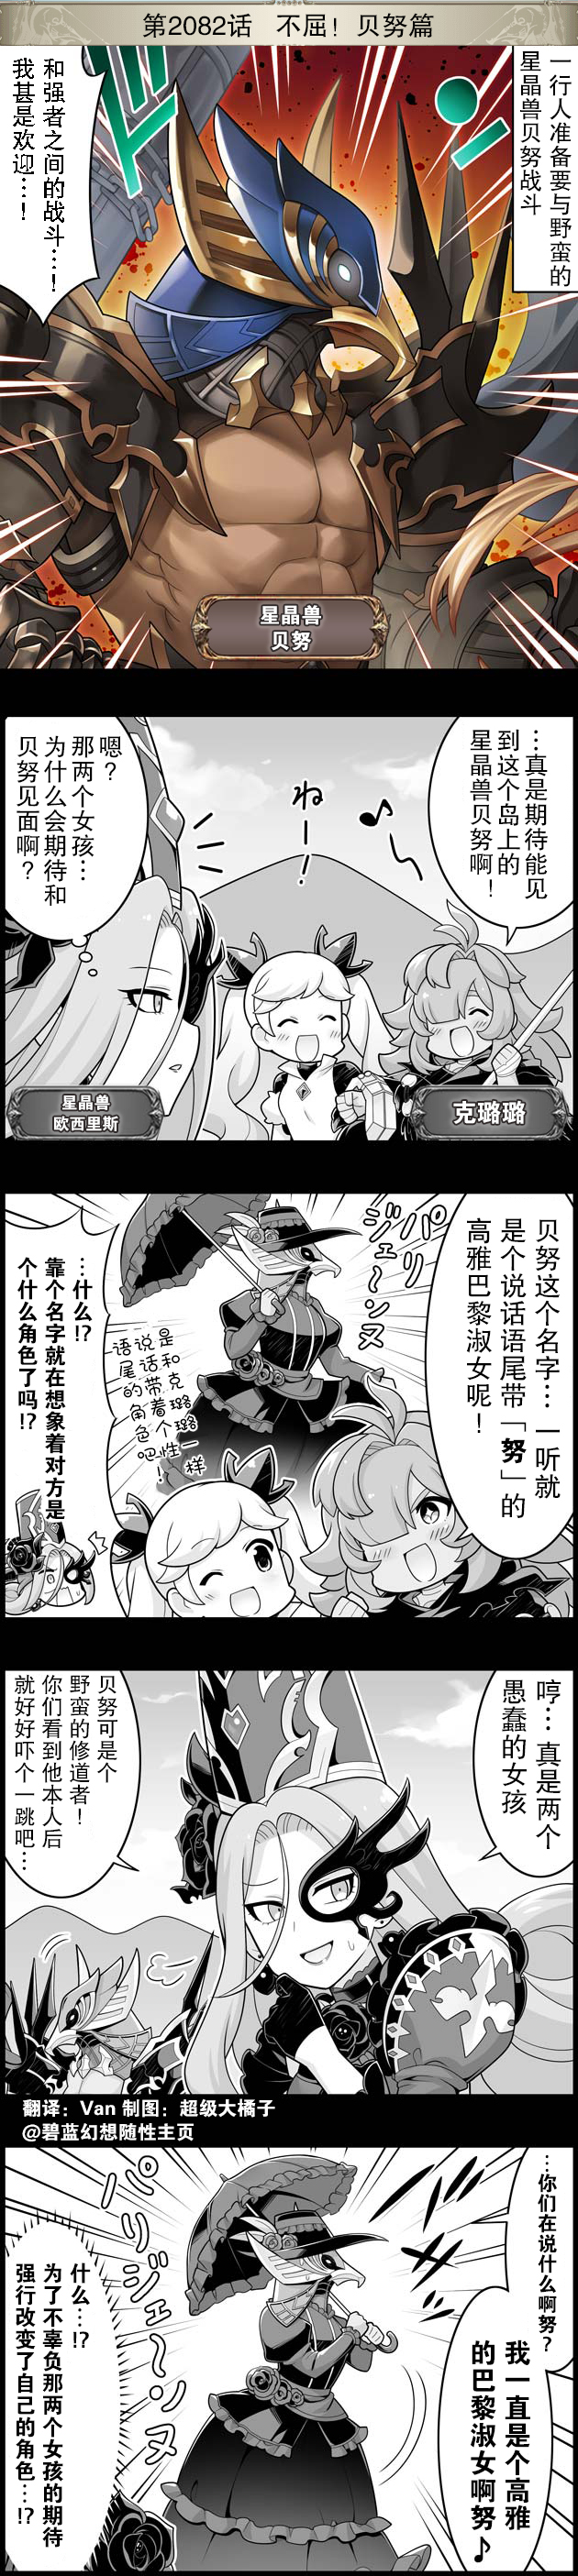 第2082话　不屈！贝努篇
一行人准备要与野蛮的
星晶兽贝努战斗
和强者之间的战斗…！
我甚是欢迎…！
星晶兽
贝努
…真是期待能见
到这个岛上的
星晶兽贝努啊！
ねー！
嗯？
那两个女孩…
为什么会期待和
贝努见面啊？
星晶兽
欧西里斯
克璐璐
贝努这个名字…一听就
是个说话语尾带「努」的
高雅巴黎淑女呢！
パリ
ジェ〜ンヌ
是和克璐璐一样
说话带着个性
语尾的角色吧！
…什么!?
靠个名字就在想象着对方是
个什么角色了吗!?
哼…真是两个
愚蠢的女孩
贝努可是个
野蛮的修道者！
你们看到他本人后
就好好吓个一跳吧…
翻译：Van 制图：超级大橘子
@碧蓝幻想随性主页
…你们在说什么啊努？
我一直是个高雅
的巴黎淑女啊努♪
パリ
ジェ〜ンヌ
什么…!?
为了不辜负那两个女孩的期待
强行改变了自己的角色…!?